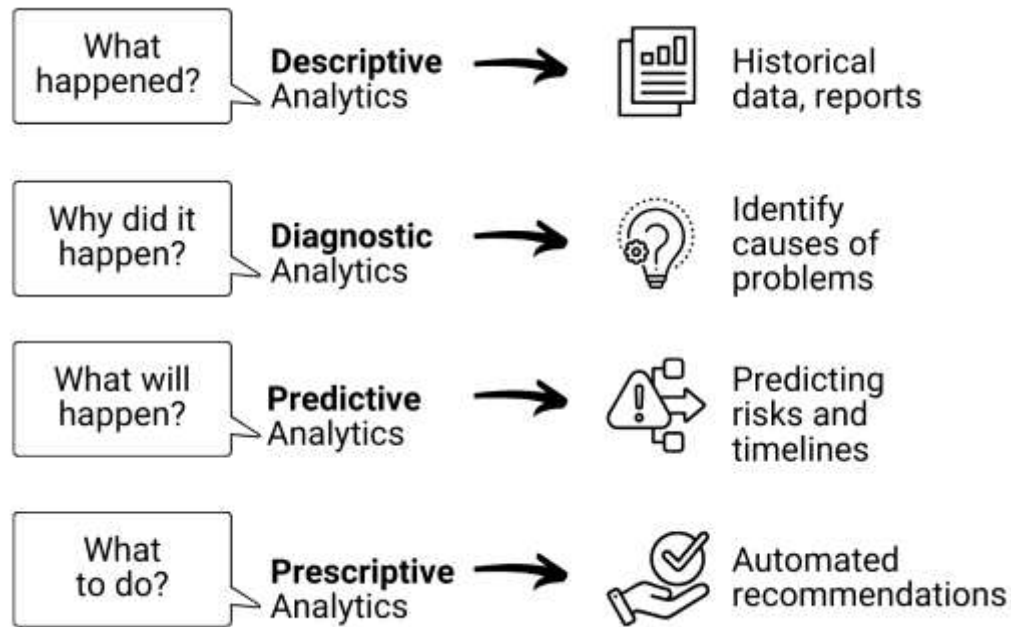 What
happened?
Descriptive
Analytics
Historical
data, reports
Why did it
happen?
Diagnostic
Analytics
Identify
causes of
problems
What will
happen?
Predictive
Analytics
Predicting
risks and
timelines
What
to do?
Prescriptive
Analytics
Automated
recommendations